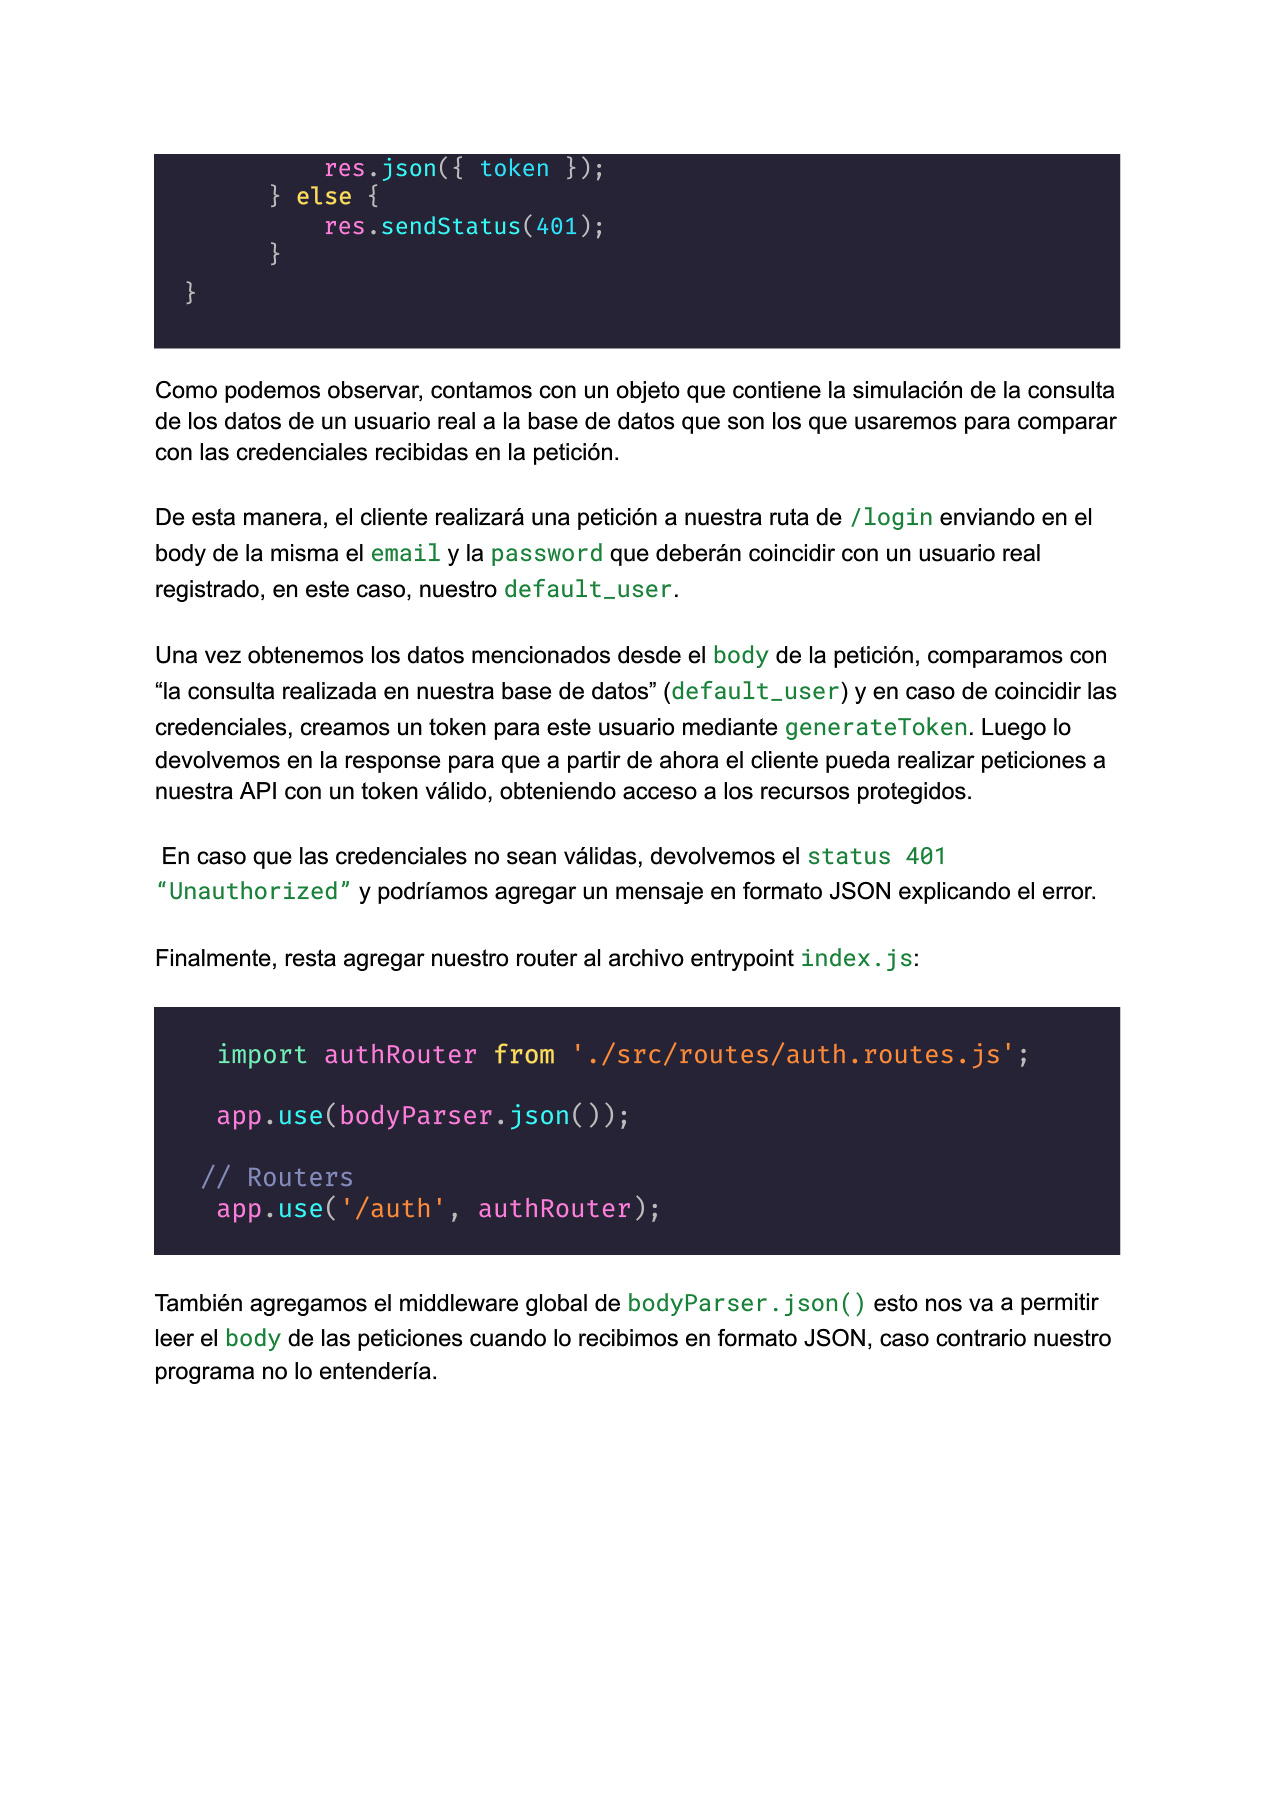 res.json({ token });
} else {
res.sendStatus(401);
}
}
Como podemos observar, contamos con un objeto que contiene la simulación de la consulta
de los datos de un usuario real a la base de datos que son los que usaremos para comparar
con las credenciales recibidas en la petición.
De esta manera, el cliente realizará una petición a nuestra ruta de /login enviando en el
body de la misma el email y la password que deberán coincidir con un usuario real
registrado, en este caso, nuestro default_user.
Una vez obtenemos los datos mencionados desde el body de la petición, comparamos con
“la consulta realizada en nuestra base de datos” (default_user) y en caso de coincidir las
credenciales, creamos un token para este usuario mediante generateToken. Luego lo
devolvemos en la response para que a partir de ahora el cliente pueda realizar peticiones a
nuestra API con un token válido, obteniendo acceso a los recursos protegidos.
En caso que las credenciales no sean válidas, devolvemos el status 401
“Unauthorized” y podríamos agregar un mensaje en formato JSON explicando el error.
Finalmente, resta agregar nuestro router al archivo entrypoint index.js:
import authRouter from './src/routes/auth.routes.js';
app.use(bodyParser.json());
// Routers
app.use('/auth', authRouter);
También agregamos el middleware global de bodyParser.json() esto nos va a permitir
leer el body de las peticiones cuando lo recibimos en formato JSON, caso contrario nuestro
programa no lo entendería.